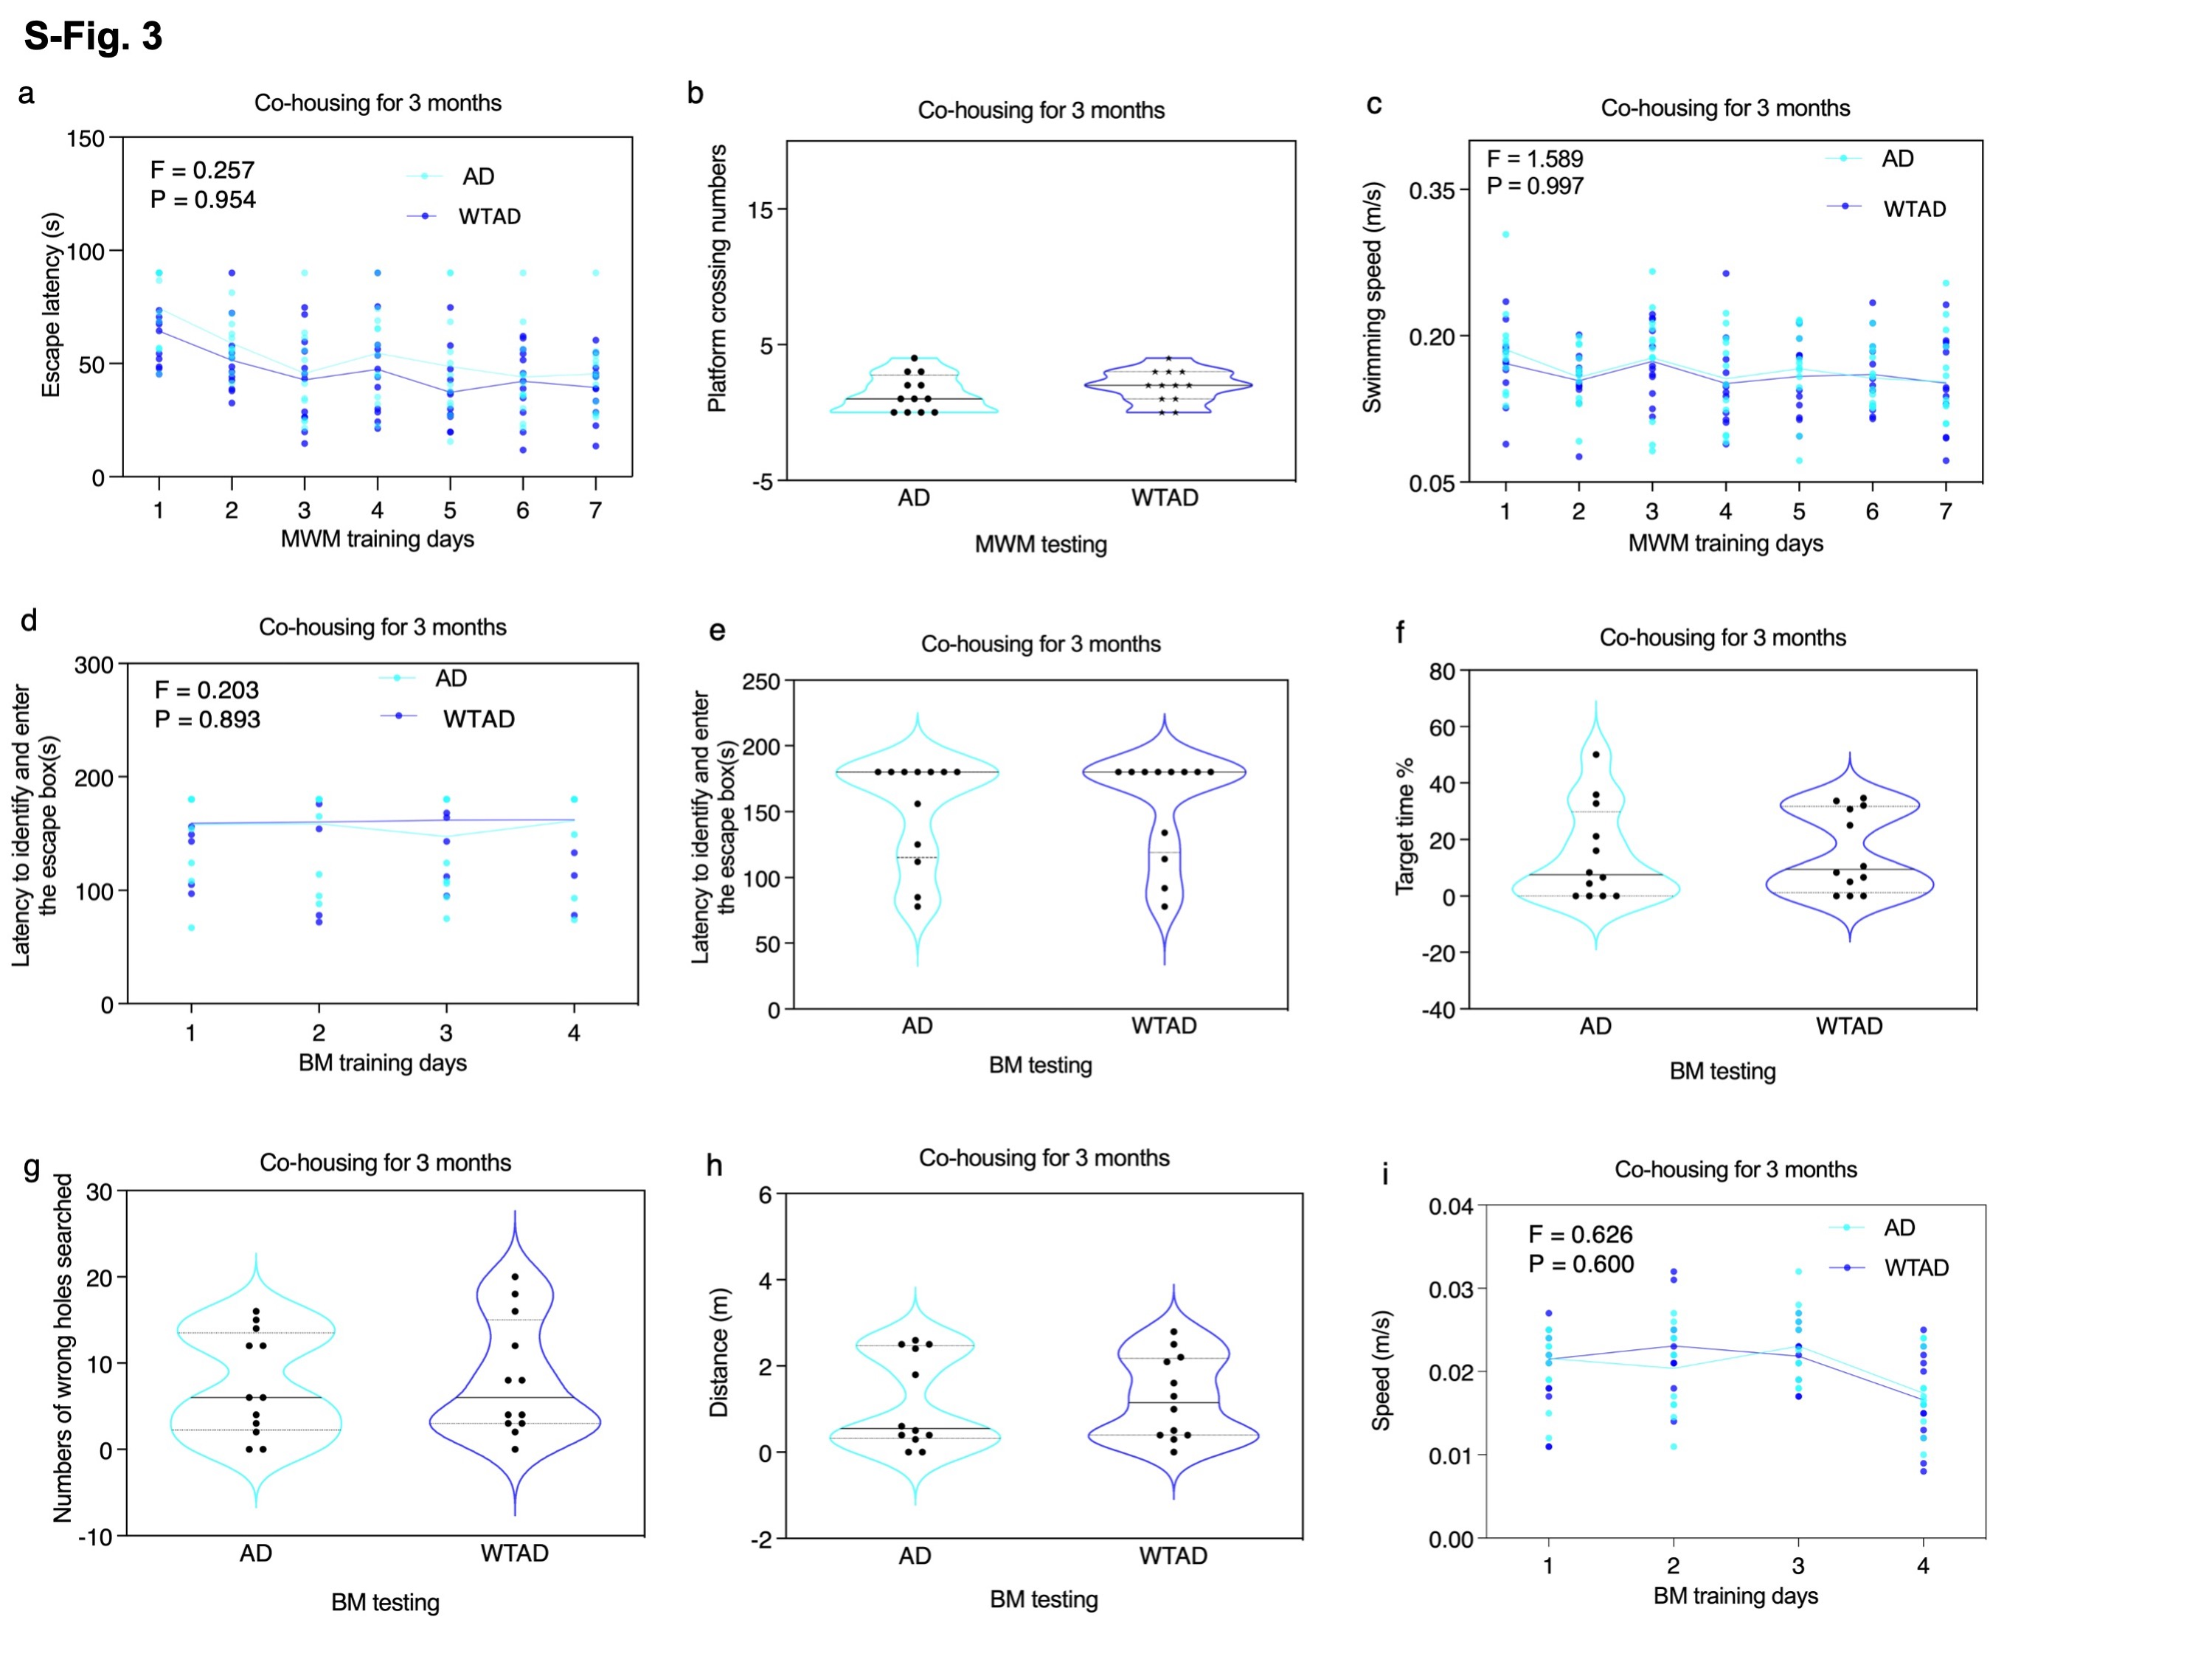 S-Fig. 3
a
Co-housing for 3 months
Escape latency (s)
150
100
50
0
F = 0.257
P = 0.954
AD
WTAD
1 2 3 4 5 6 7
MWM training days
b
Co-housing for 3 months
Platform crossing numbers
15
5
-5
AD WTAD
MWM testing
c
Co-housing for 3 months
Swimming speed (m/s)
0.35
0.20
0.05
F = 1.589
P = 0.997
AD
WTAD
1 2 3 4 5 6 7
MWM training days
d
Co-housing for 3 months
Latency to identify and enter
the escape box(s)
300
200
100
0
F = 0.203
P = 0.893
AD
WTAD
1 2 3 4
BM training days
e
Co-housing for 3 months
Latency to identify and enter
the escape box(s)
250
200
150
100
50
0
AD WTAD
BM testing
f
Co-housing for 3 months
Target time %
80
60
40
20
0
-20
-40
AD WTAD
BM testing
g
Co-housing for 3 months
Numbers of wrong holes searched
30
20
10
0
-10
AD WTAD
BM testing
h
Co-housing for 3 months
Distance (m)
6
4
2
0
-2
AD WTAD
BM testing
i
Co-housing for 3 months
Speed (m/s)
0.04
0.03
0.02
0.01
0.00
F = 0.626
P = 0.600
AD
WTAD
1 2 3 4
BM training days